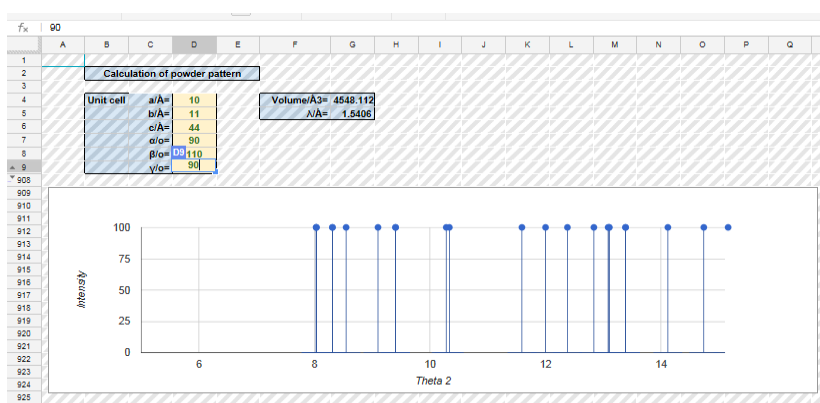 fx 90
A B C D E F G H I J K L M N O P Q
1
2 Calculation of powder pattern
3
4 Unit cell a/Å= 10 Volume/Å3= 4548.112
5 b/Å= 11 λ/Å= 1.5406
6 c/Å= 44
7 α/o= 90
8 β/o= D9 110
9 γ/o= 90
908
909
910
911
912 100
913
914
915 75
916
917 50
918
919 25
920
921
922 0
923 6 8 10 12 14
924 Theta 2
925
Intensity